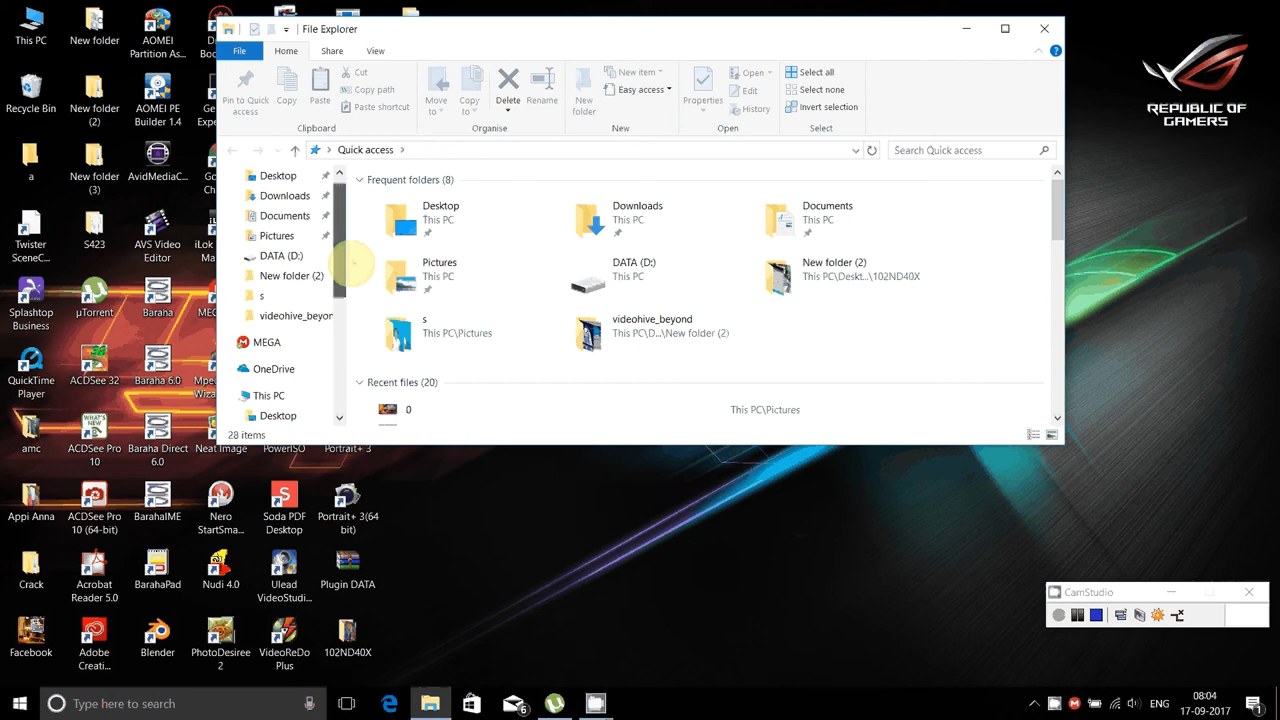 File Explorer
File
Home
Share
View
Pin to Quick access
Copy
Paste
Cut
Copy path
Paste shortcut
Clipboard
Move to
Copy to
Delete
Rename
Organise
New folder
New item
Easy access
New
Properties
Open
Edit
History
Open
Select all
Select none
Invert selection
Select
Quick access
Search Quick access
Desktop
Downloads
Documents
Pictures
DATA (D:)
New folder (2)
s
videohive_beyon
MEGA
OneDrive
This PC
Desktop
28 items
Frequent folders (8)
Desktop
This PC
Downloads
This PC
Documents
This PC
Pictures
This PC
DATA (D:)
This PC
New folder (2)
This PC\Deskt...\102ND40X
s
This PC\Pictures
videohive_beyond
This PC\D...\New folder (2)
Recent files (20)
0
This PC\Pictures
This PC
New folder
AOMEI Partition As...
Recycle Bin
New folder (2)
AOMEI PE Builder 1.4
a
New folder (3)
AvidMediaC...
Twister SceneC...
S423
AVS Video Editor
Splashtop Business
µTorrent
Baraha
QuickTime Player
ACDSee 32
Baraha 6.0
amc
WHAT'S NEW
ACDSee Pro 10
Baraha Direct 6.0
Neat Image
PowerISO
Portrait+ 3
Appi Anna
ACDSee Pro 10 (64-bit)
BarahaIME
Nero StartSma...
Soda PDF Desktop
Portrait+ 3(64 bit)
Crack
Acrobat Reader 5.0
BarahaPad
Nudi 4.0
Ulead VideoStudi...
Plugin DATA
Facebook
Adobe Creati...
Blender
PhotoDesiree 2
VideoReDo Plus
102ND40X
REPUBLIC OF
GAMERS
CamStudio
Type here to search
6
ENG
08:04
17-09-2017
1